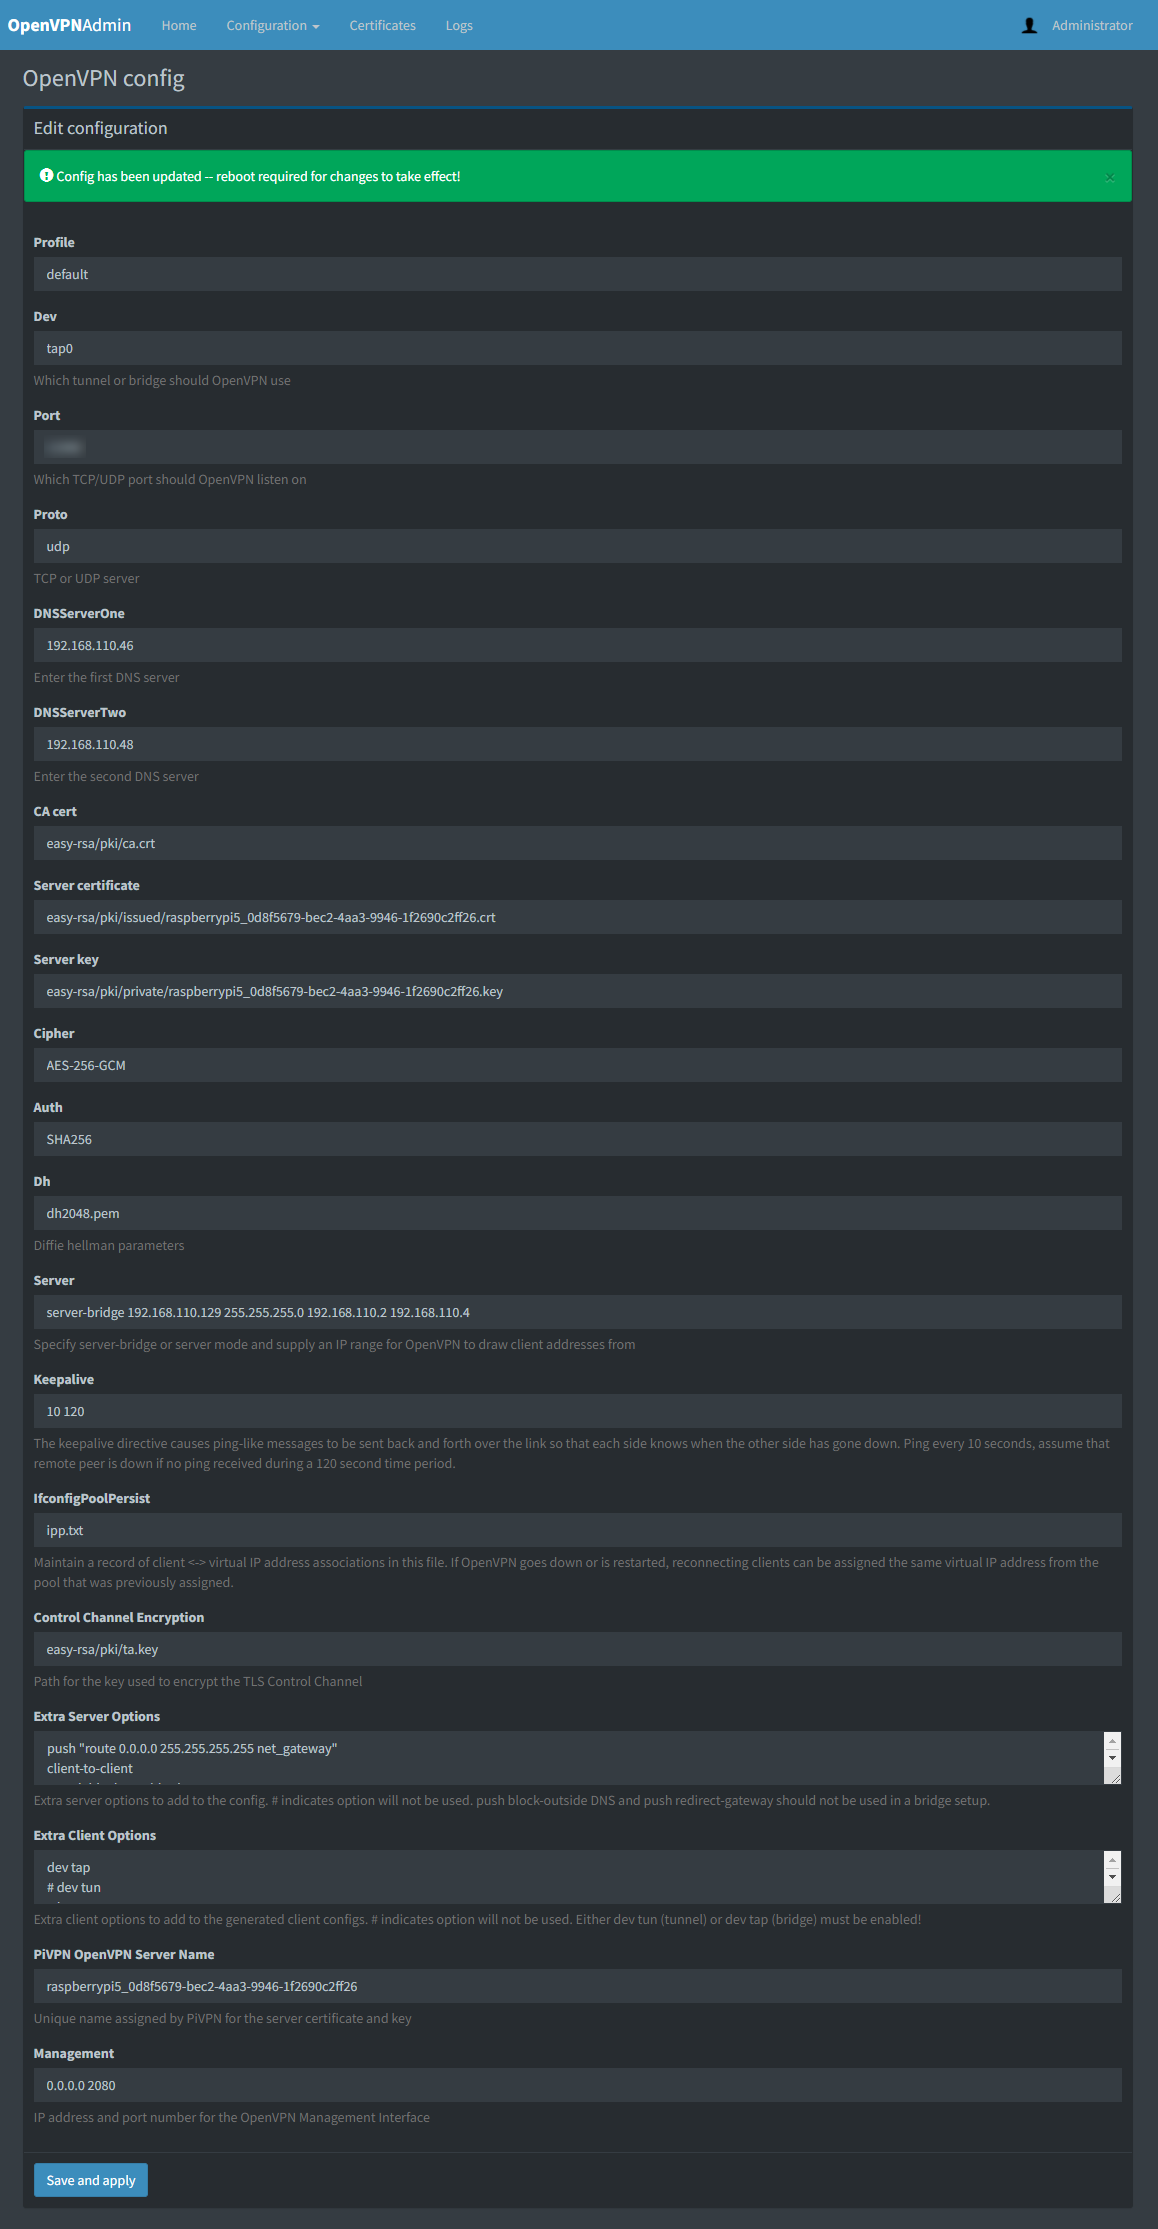 OpenVPNAdmin Home Configuration Certificates Logs Administrator
OpenVPN config
Edit configuration
Config has been updated – reboot required for changes to take effect!
×
Profile
default
Dev
tap0
Which tunnel or bridge should OpenVPN use
Port
Which TCP/UDP port should OpenVPN listen on
Proto
udp
TCP or UDP server
DNSServerOne
192.168.110.46
Enter the first DNS server
DNSServerTwo
192.168.110.48
Enter the second DNS server
CA cert
easy-rsa/pki/ca.crt
Server certificate
easy-rsa/pki/issued/raspberrypi5_0d8f5679-bec2-4aa3-9946-1f2690c2ff26.crt
Server key
easy-rsa/pki/private/raspberrypi5_0d8f5679-bec2-4aa3-9946-1f2690c2ff26.key
Cipher
AES-256-GCM
Auth
SHA256
Dh
dh2048.pem
Diffie hellman parameters
Server
server-bridge 192.168.110.129 255.255.255.0 192.168.110.2 192.168.110.4
Specify server-bridge or server mode and supply an IP range for OpenVPN to draw client addresses from
Keepalive
10 120
The keepalive directive causes ping-like messages to be sent back and forth over the link so that each side knows when the other side has gone down. Ping every 10 seconds, assume that
remote peer is down if no ping received during a 120 second time period.
IfconfigPoolPersist
ipp.txt
Maintain a record of client <-> virtual IP address associations in this file. If OpenVPN goes down or is restarted, reconnecting clients can be assigned the same virtual IP address from the
pool that was previously assigned.
Control Channel Encryption
easy-rsa/pki/ta.key
Path for the key used to encrypt the TLS Control Channel
Extra Server Options
push "route 0.0.0.0 255.255.255.255 net_gateway"
client-to-client
Extra server options to add to the config. # indicates option will not be used. push block-outside DNS and push redirect-gateway should not be used in a bridge setup.
Extra Client Options
dev tap
# dev tun
Extra client options to add to the generated client configs. # indicates option will not be used. Either dev tun (tunnel) or dev tap (bridge) must be enabled!
PiVPN OpenVPN Server Name
raspberrypi5_0d8f5679-bec2-4aa3-9946-1f2690c2ff26
Unique name assigned by PiVPN for the server certificate and key
Management
0.0.0.0 2080
IP address and port number for the OpenVPN Management Interface
Save and apply